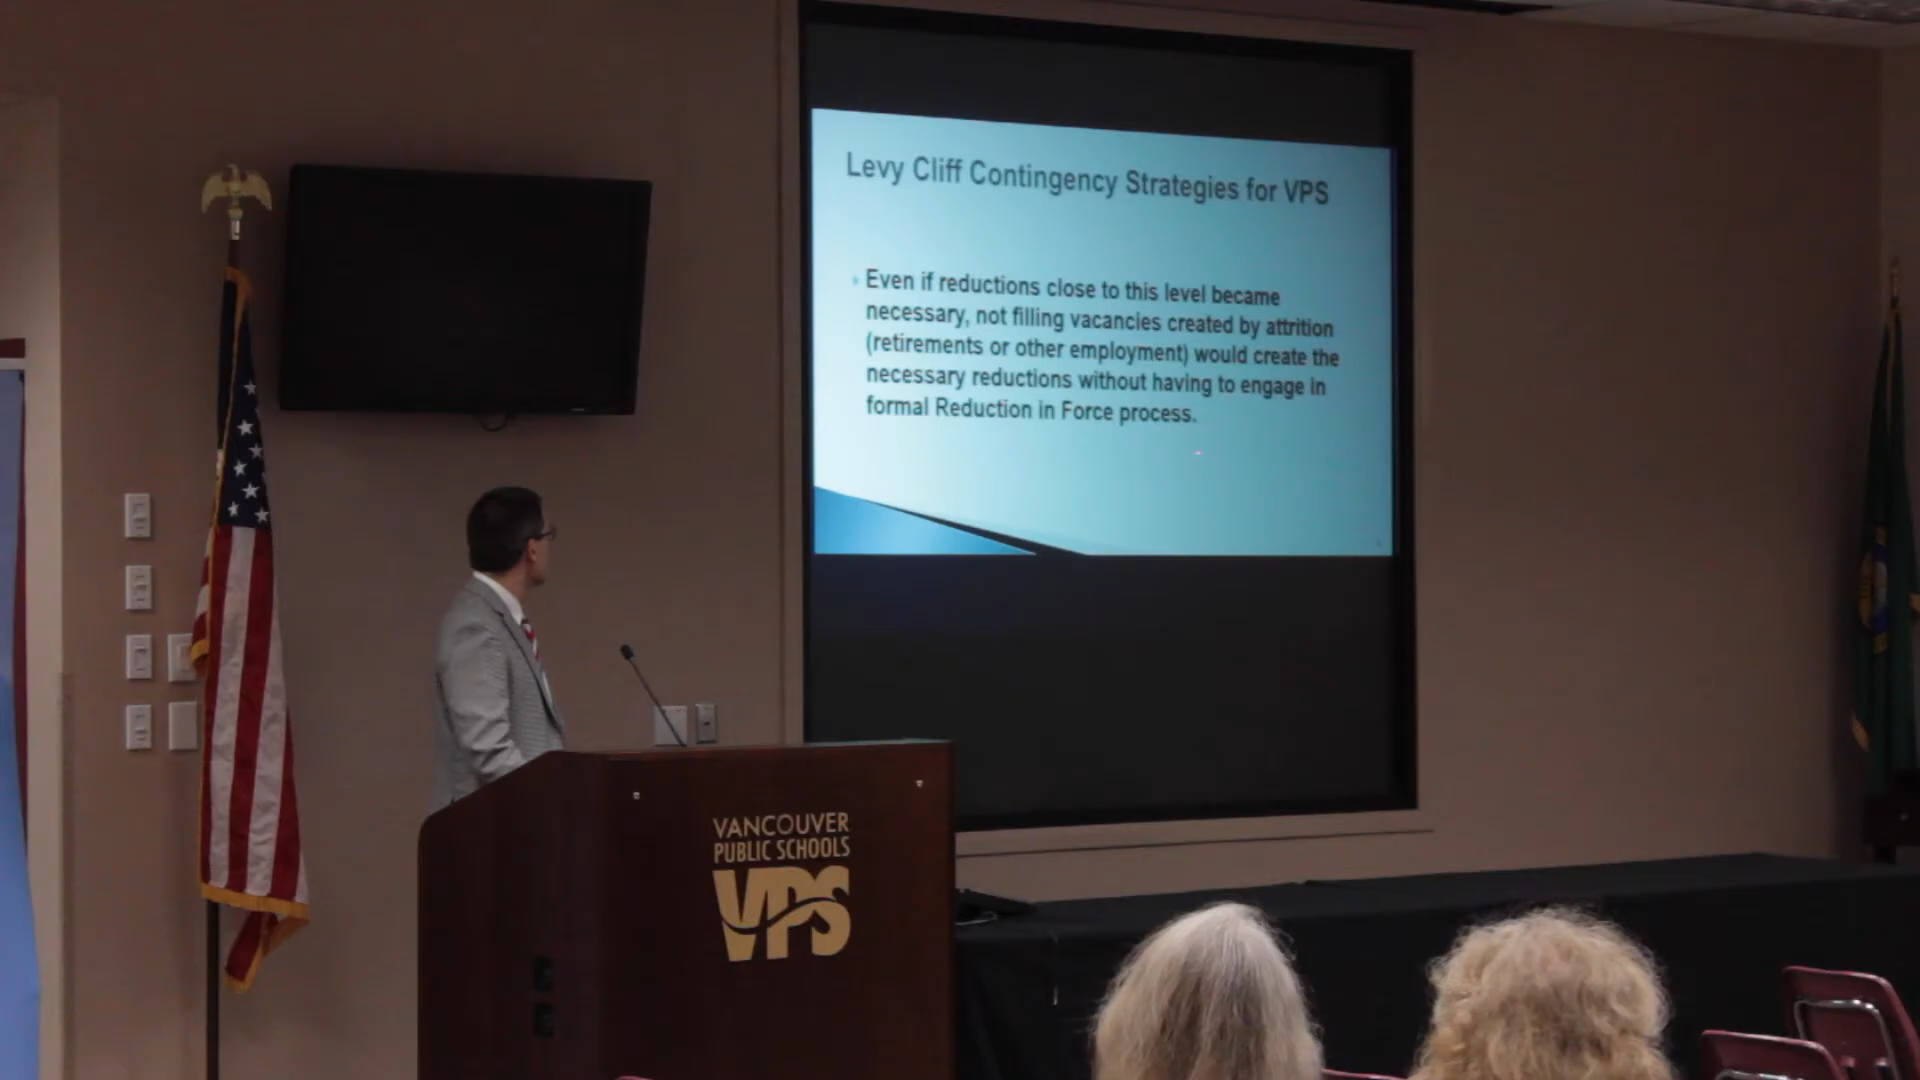 Levy Cliff Contingency Strategies for VPS
Even if reductions close to this level became
necessary, not filling vacancies created by attrition
(retirements or other employment) would create the
necessary reductions without having to engage in
formal Reduction in Force process.
VANCOUVER
PUBLIC SCHOOLS
VPS